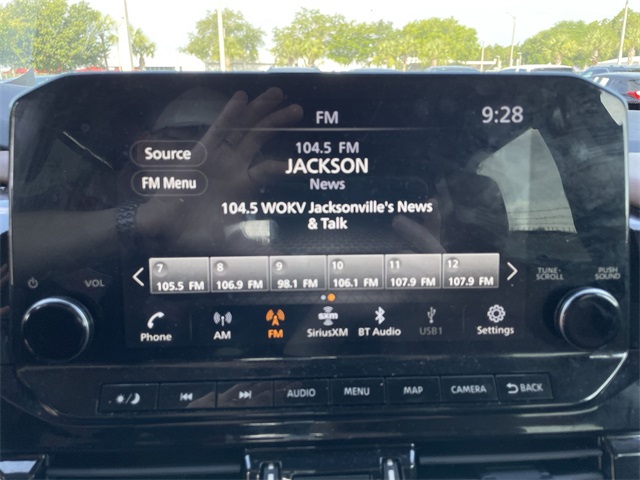 FM
9:28
Source
FM Menu
104.5 FM
JACKSON
News
104.5 WOKV Jacksonville's News
& Talk
7 8 9 10 11 12
105.5 FM 106.9 FM 98.1 FM 106.1 FM 107.9 FM 107.9 FM
VOL
TUNE-
SCROLL
PUSH
SOUND
Phone AM FM SiriusXM BT Audio USB1 Settings
SXM
AUDIO MENU MAP CAMERA BACK